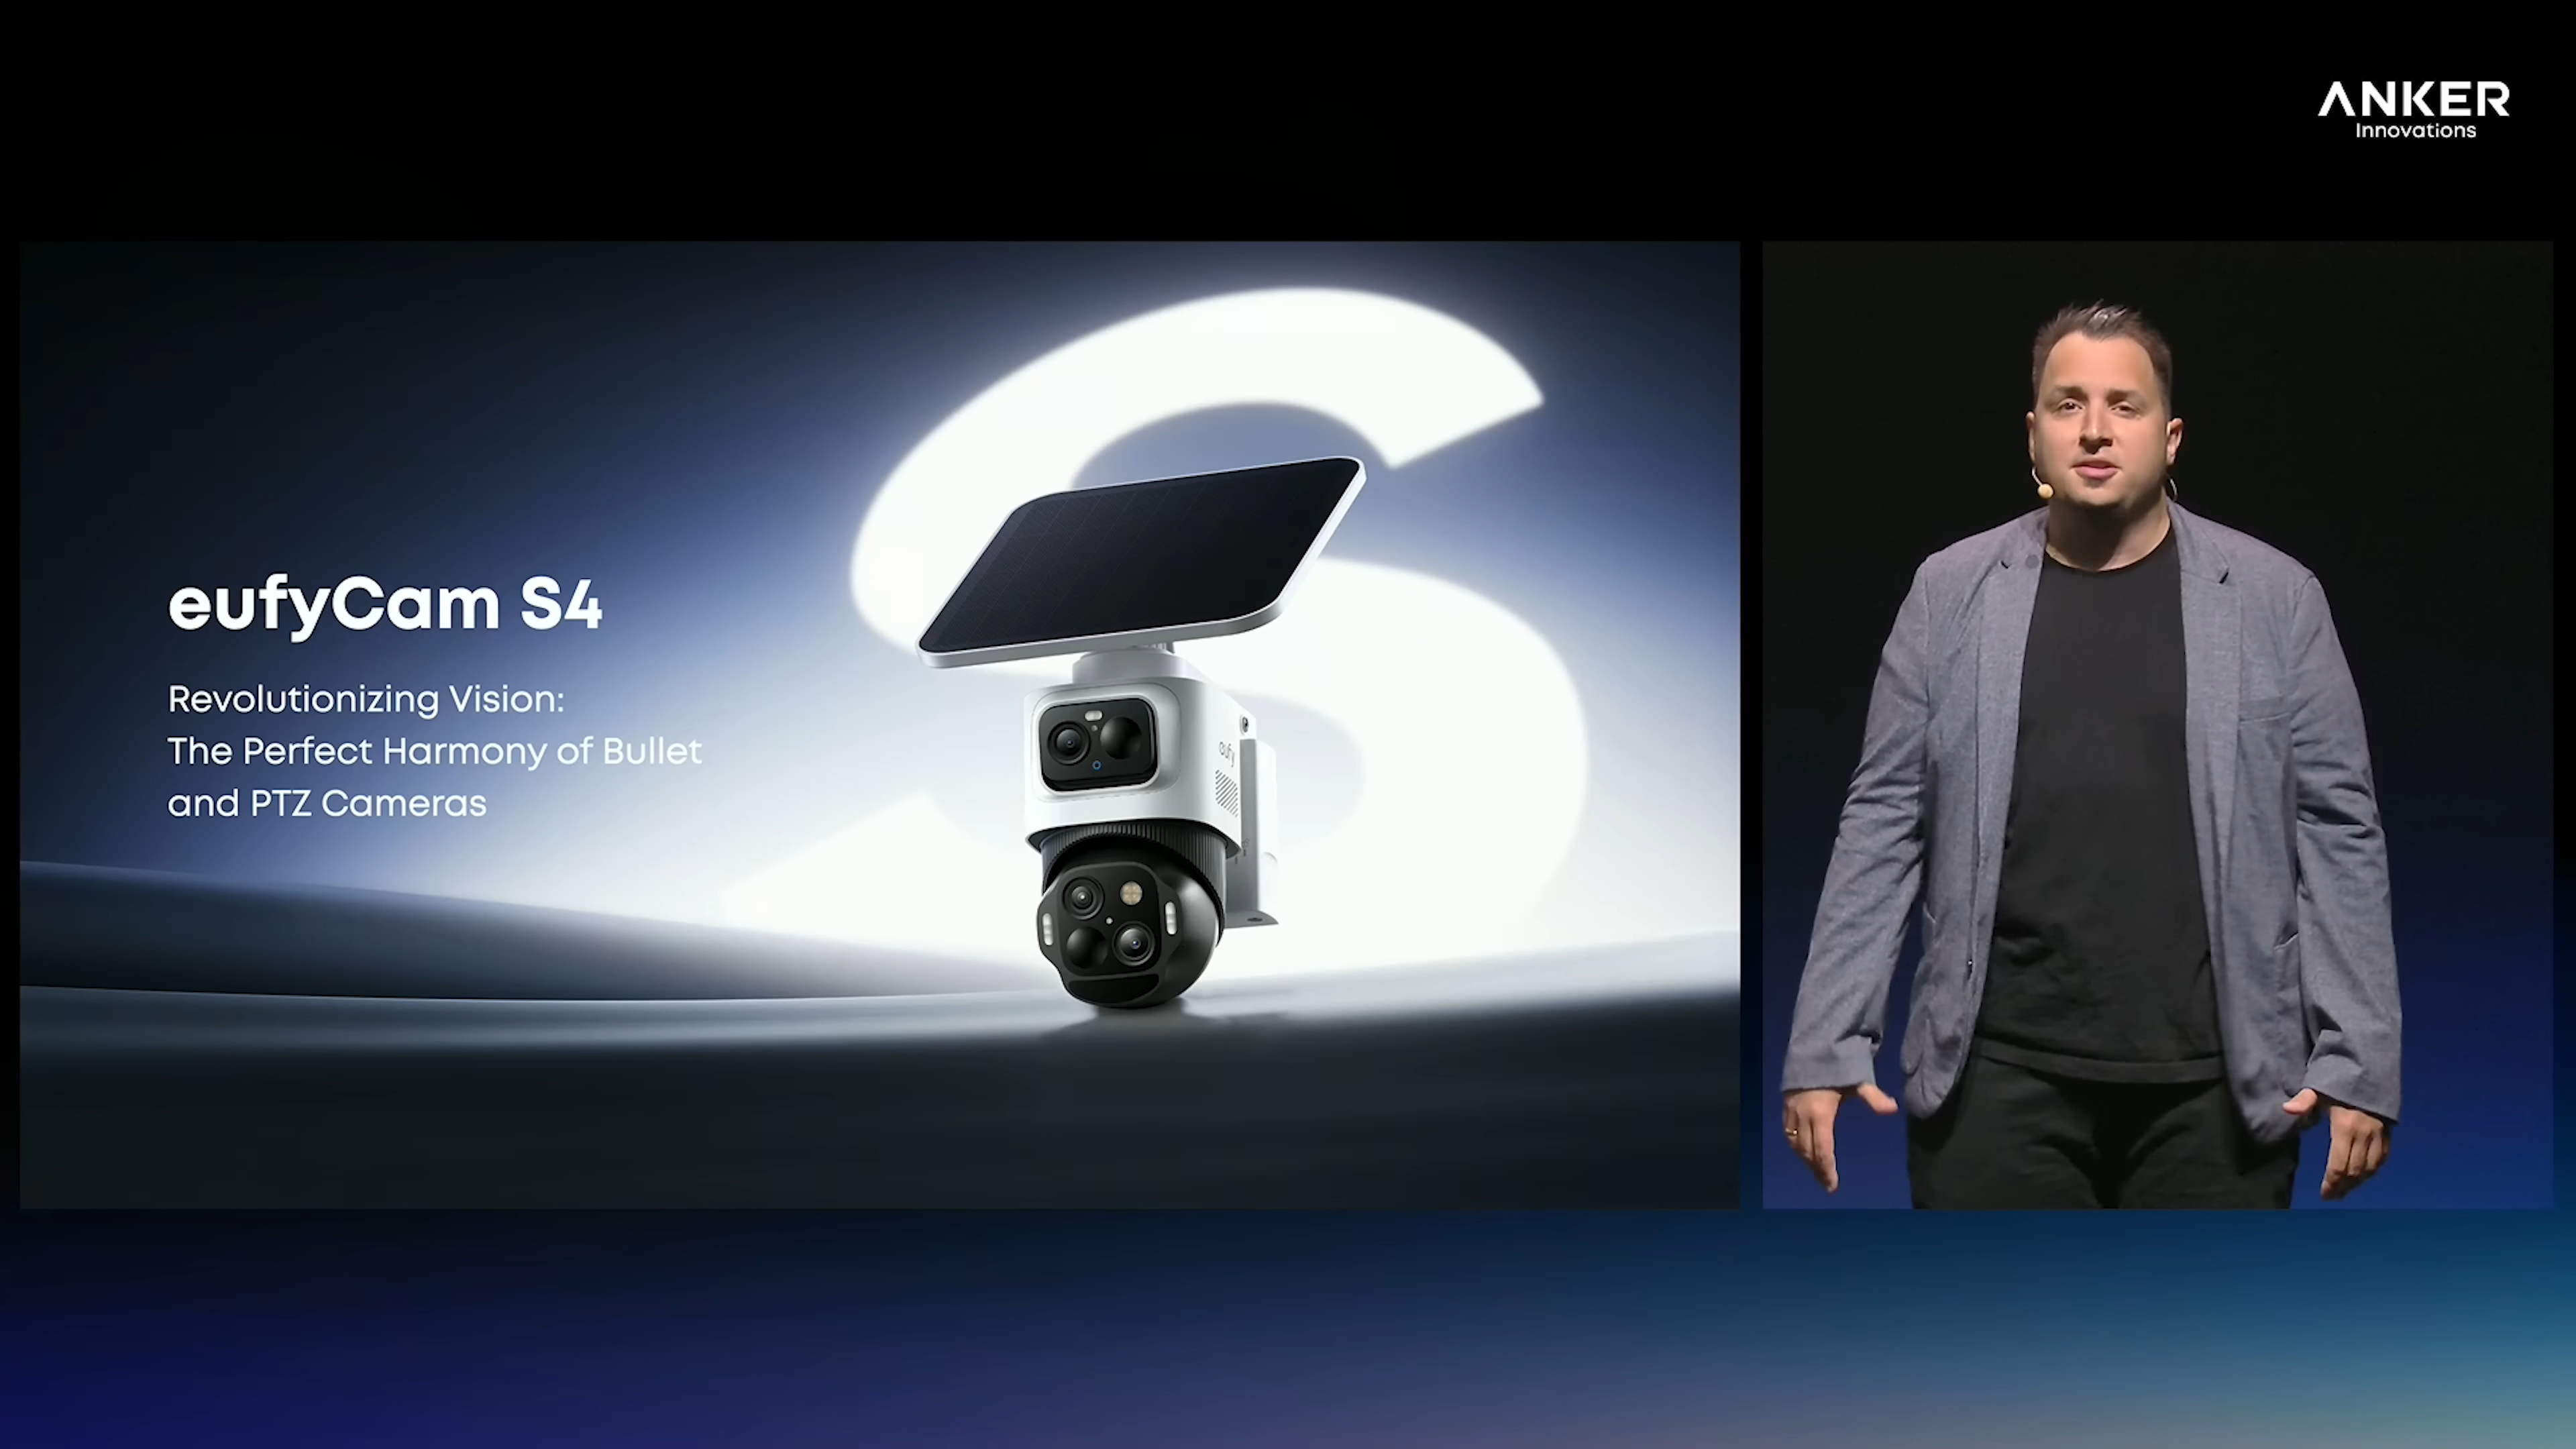 ANKER
Innovations
eufyCam S4
Revolutionizing Vision:
The Perfect Harmony of Bullet
and PTZ Cameras
eufy